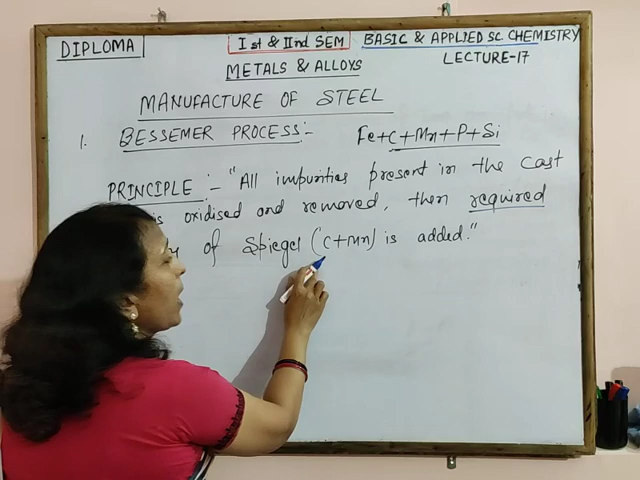 DIPLOMA
Ist & IInd SEM
BASIC & APPLIED SC CHEMISTRY
METALS & ALLOYS
LECTURE-17
MANUFACTURE OF STEEL
1. BESSEMER PROCESS:-
Fe+C+Mn+P+Si
PRINCIPLE:- "All impurities present in the cast
is oxidised and removed, then required
of Spiegel (C+Mn) is added."